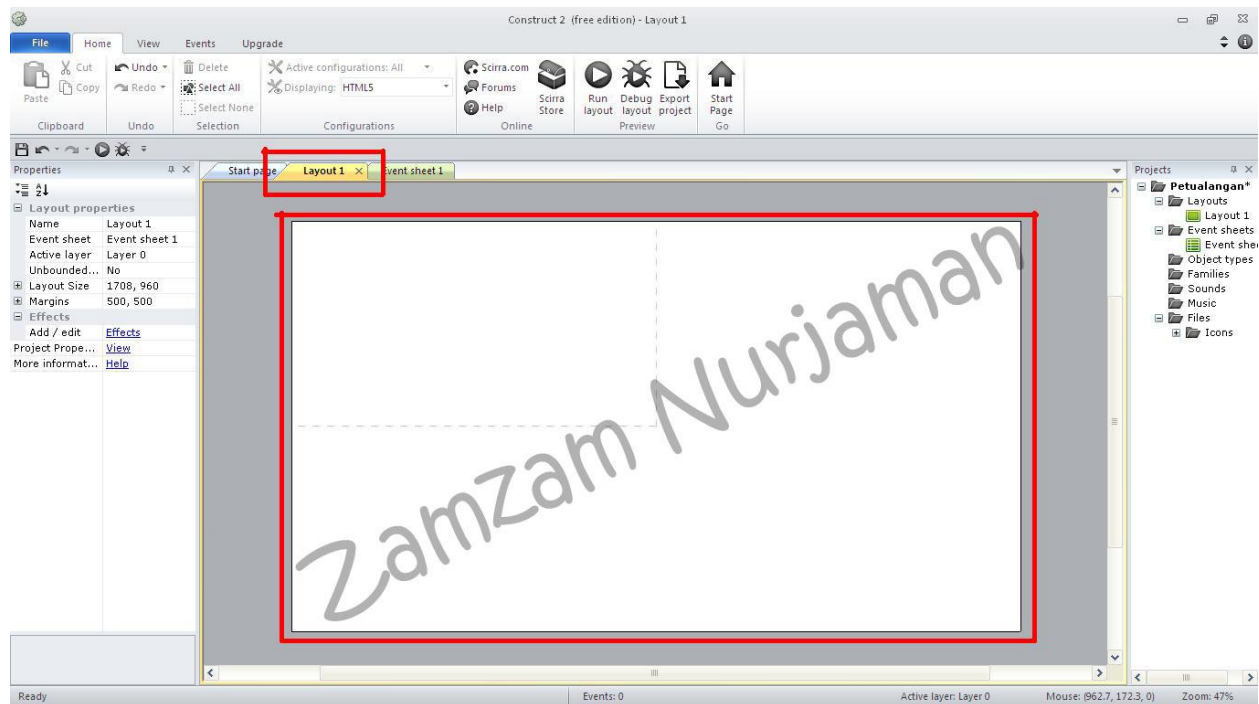 Construct 2 (free edition) - Layout 1
File Home View Events Upgrade
Paste
Cut
Copy
Clipboard
Undo
Redo
Undo
Delete
Select All
Select None
Selection
Active configurations: All
Displaying: HTML5
Configurations
Scirra.com
Forums
Help
Scirra Store
Online
Run layout
Debug layout
Export project
Preview
Start Page
Go
Properties
Start page Layout 1 Event sheet 1
Projects
Layout properties
Name Layout 1
Event sheet Event sheet 1
Active layer Layer 0
Unbounded... No
Layout Size 1708, 960
Margins 500, 500
Effects
Add / edit Effects
Project Prope... View
More informat... Help
Zamzam Nurjaman
Petualangan*
Layouts
Layout 1
Event sheets
Event shee
Object types
Families
Sounds
Music
Files
Icons
Ready Events: 0 Active layer: Layer 0 Mouse: (962.7, 172.3, 0) Zoom: 47%